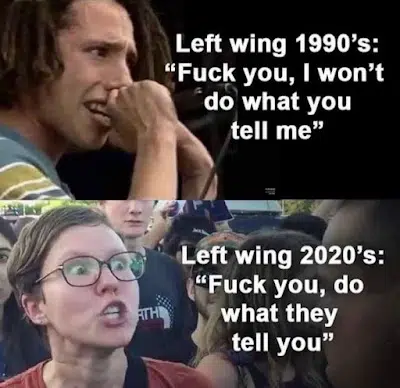 Left wing 1990’s:
“Fuck you, I won’t
do what you
tell me”
Left wing 2020’s:
“Fuck you, do
what they
tell you”
RTH